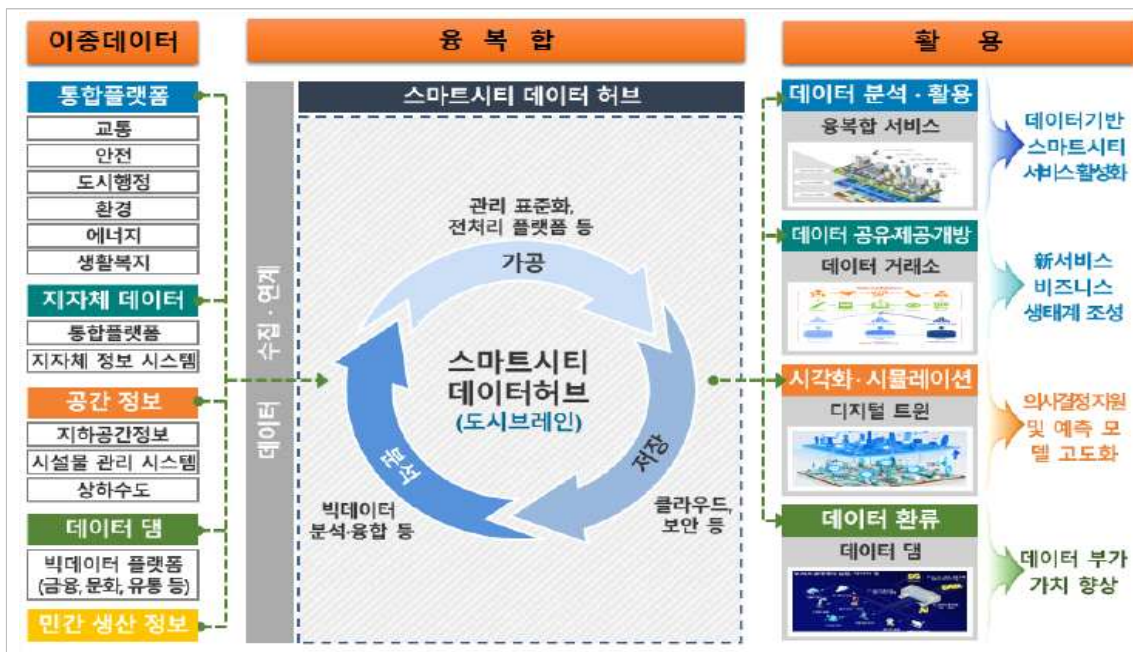 이종데이터
통합플랫폼
교통
안전
도시행정
환경
에너지
생활복지
지자체 데이터
통합플랫폼
지자체 정보 시스템
공간 정보
지하공간정보
시설물 관리 시스템
상하수도
데이터 댐
빅데이터 플랫폼
(금융, 문화, 유통 등)
민간 생산 정보
융 복 합
데이터 수집·연계
스마트시티 데이터 허브
관리 표준화,
전처리 플랫폼 등
가공
스마트시티
데이터허브
(도시브레인)
분석
저장
빅데이터
분석·융합 등
클라우드,
보안 등
활 용
데이터 분석·활용
융복합 서비스
데이터기반
스마트시티
서비스활성화
데이터 공유·제공·개방
데이터 거래소
新서비스
비즈니스
생태계 조성
시각화·시뮬레이션
디지털 트윈
의사결정지원
및 예측 모
델 고도화
데이터 환류
데이터 댐
데이터 부가
가치 향상